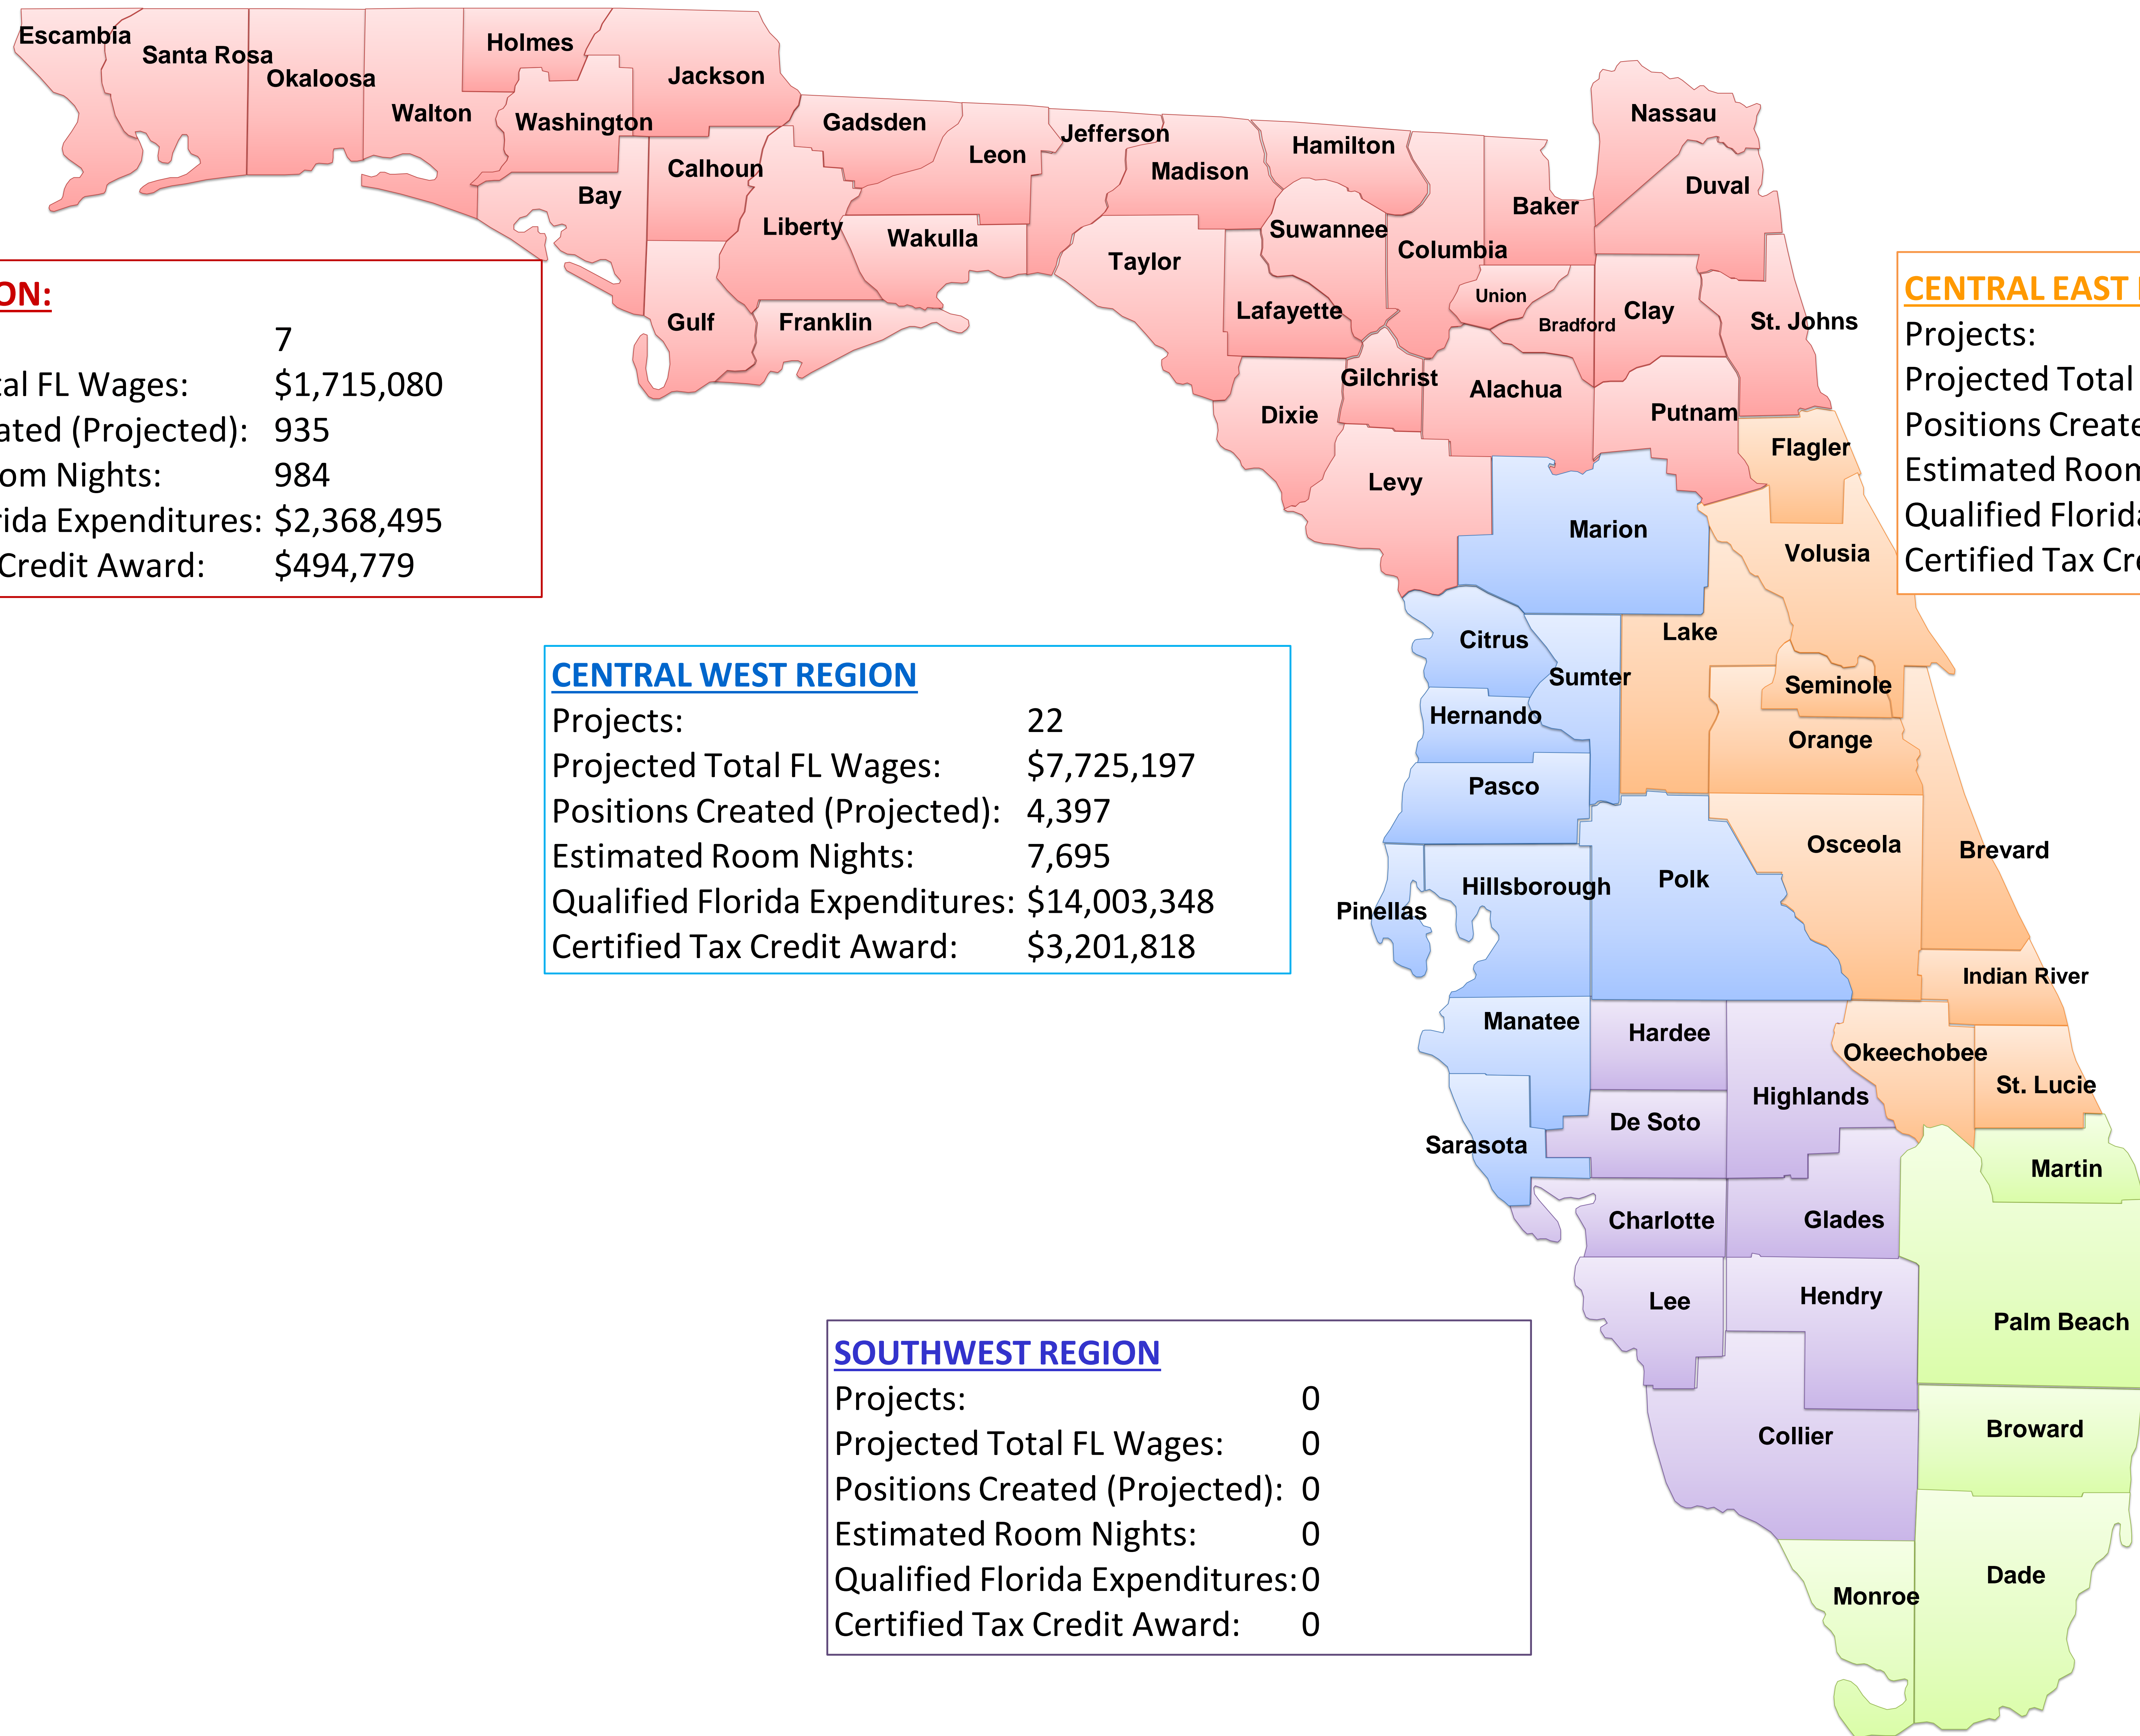 Escambia
Santa Rosa
Okaloosa
Walton
Holmes
Washington
Jackson
Bay
Calhoun
Gulf
Liberty
Gadsden
Franklin
Leon
Wakulla
Jefferson
Madison
Taylor
Hamilton
Suwannee
Lafayette
Columbia
Baker
Union
Bradford
Nassau
Duval
Clay
St. Johns
Gilchrist
Dixie
Alachua
Putnam
Levy
Flagler
Marion
Volusia
Citrus
Sumter
Lake
Seminole
Hernando
Orange
Pasco
Osceola
Brevard
Pinellas
Hillsborough
Polk
Indian River
Manatee
Hardee
Okeechobee
St. Lucie
Highlands
De Soto
Sarasota
Martin
Charlotte
Glades
Lee
Hendry
Palm Beach
Collier
Broward
Monroe
Dade
ON:
7
tal FL Wages: $1,715,080
ated (Projected): 935
oom Nights: 984
rida Expenditures: $2,368,495
Credit Award: $494,779
CENTRAL EAST
Projects:
Projected Total
Positions Create
Estimated Room
Qualified Florida
Certified Tax Cre
CENTRAL WEST REGION
Projects: 22
Projected Total FL Wages: $7,725,197
Positions Created (Projected): 4,397
Estimated Room Nights: 7,695
Qualified Florida Expenditures: $14,003,348
Certified Tax Credit Award: $3,201,818
SOUTHWEST REGION
Projects: 0
Projected Total FL Wages: 0
Positions Created (Projected): 0
Estimated Room Nights: 0
Qualified Florida Expenditures: 0
Certified Tax Credit Award: 0